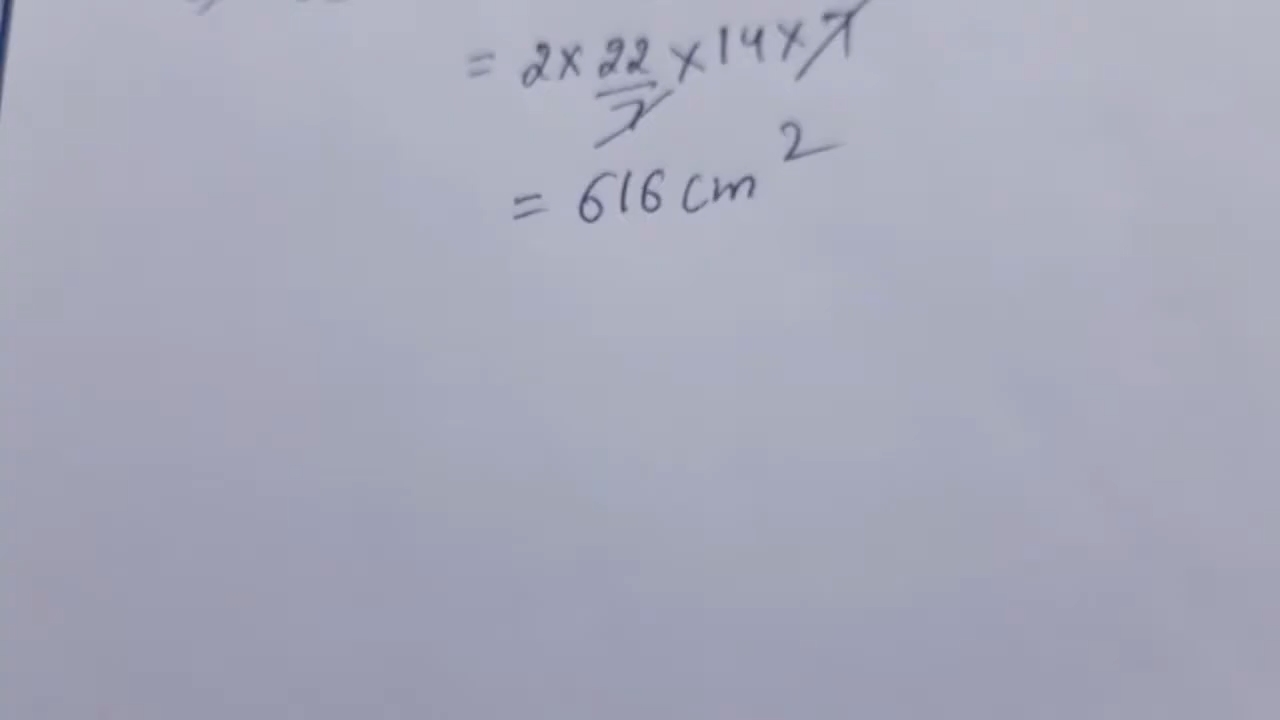 = 2 × 22/7 × 14 × 7
= 616 cm²